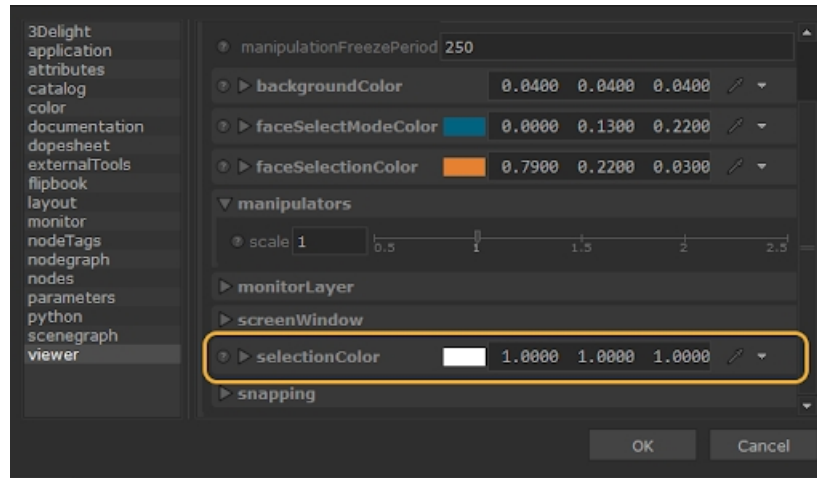 3Delight
application
attributes
catalog
color
documentation
dopesheet
externalTools
flipbook
layout
monitor
nodeTags
nodegraph
nodes
parameters
python
scenegraph
viewer
manipulationFreezePeriod 250
backgroundColor 0.0400 0.0400 0.0400
faceSelectModeColor 0.0000 0.1300 0.2200
faceSelectionColor 0.7900 0.2200 0.0300
manipulators
scale 1 0.5 1 1.5 2 2.5
monitorLayer
screenWindow
selectionColor 1.0000 1.0000 1.0000
snapping
OK Cancel